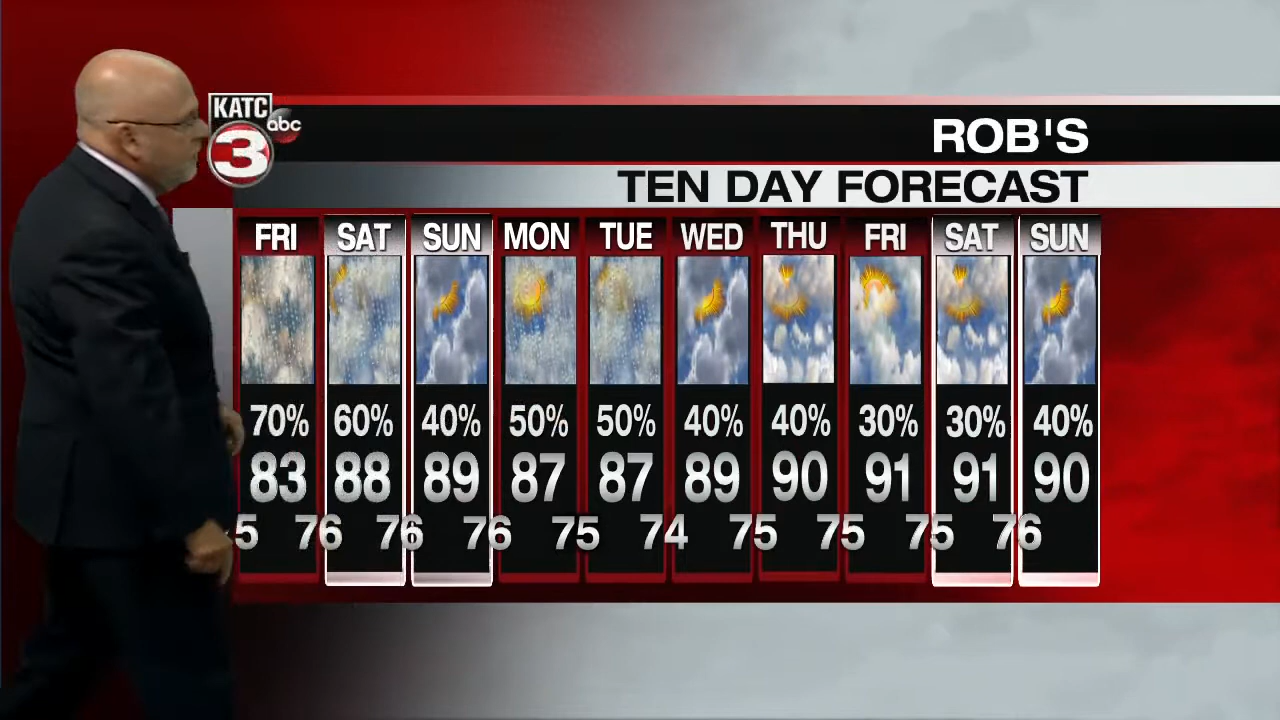 KATC
abc
3
ROB'S
TEN DAY FORECAST
FRI SAT SUN MON TUE WED THU FRI SAT SUN
70% 60% 40% 50% 50% 40% 40% 30% 30% 40%
83 88 89 87 87 89 90 91 91 90
5 76 76 76 75 74 75 75 75 76